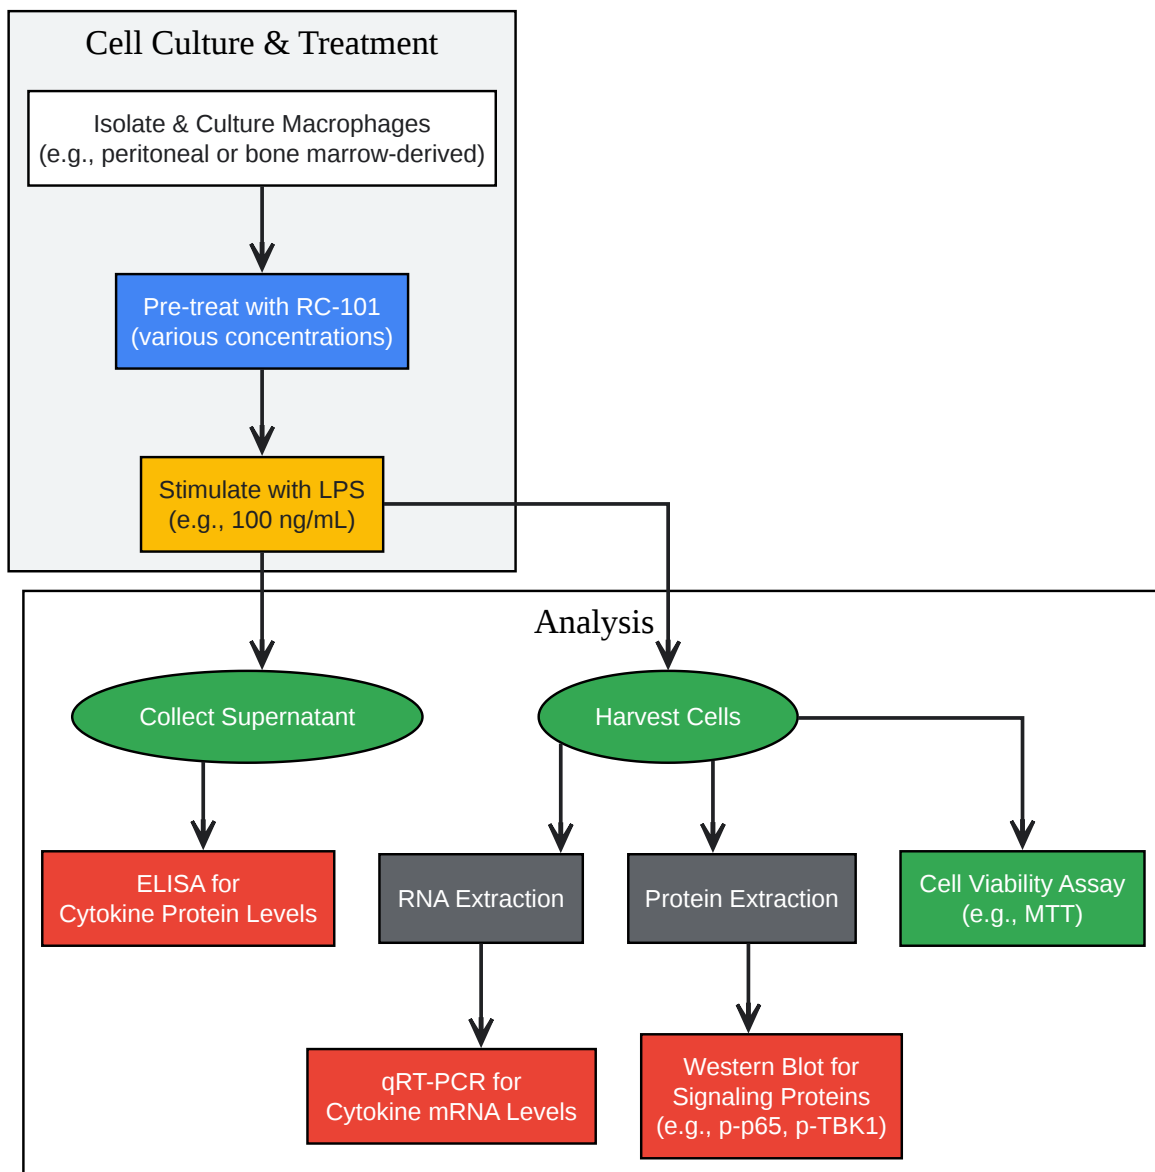 Cell Culture & Treatment
Isolate & Culture Macrophages
(e.g., peritoneal or bone marrow-derived)
Pre-treat with RC-101
(various concentrations)
Stimulate with LPS
(e.g., 100 ng/mL)
Analysis
Collect Supernatant
Harvest Cells
ELISA for
Cytokine Protein Levels
RNA Extraction
Protein Extraction
Cell Viability Assay
(e.g., MTT)
qRT-PCR for
Cytokine mRNA Levels
Western Blot for
Signaling Proteins
(e.g., p-p65, p-TBK1)